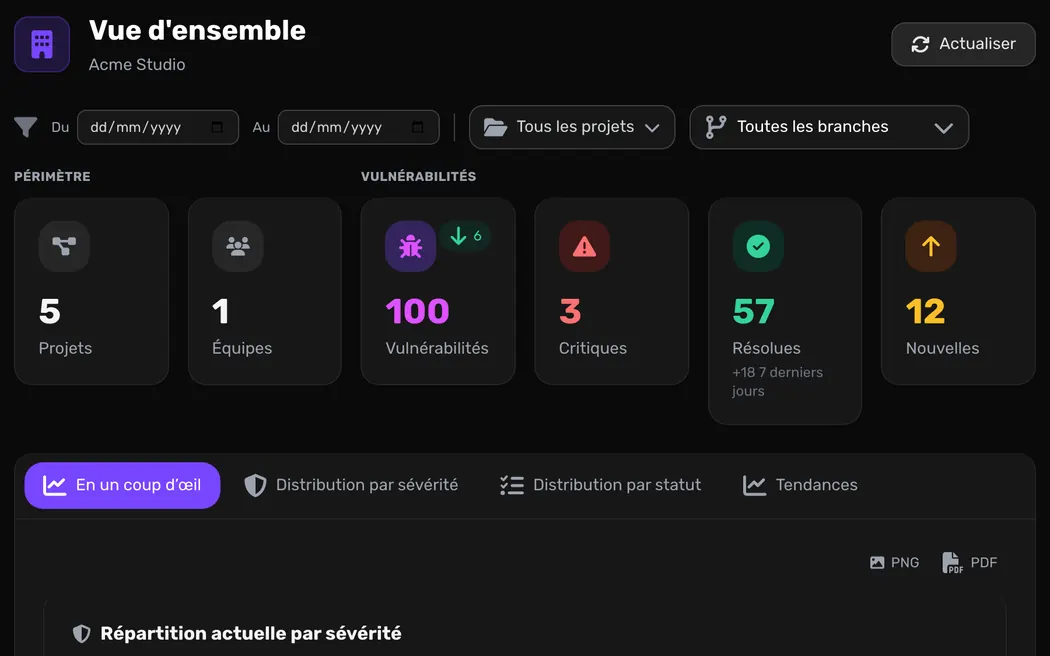 Vue d'ensemble
Acme Studio
Actualiser
Du dd/mm/yyyy Au dd/mm/yyyy Tous les projets Toutes les branches
PÉRIMÈTRE
VULNÉRABILITÉS
5
Projets
1
Équipes
6
100
Vulnérabilités
3
Critiques
57
Résolues
+18 7 derniers
jours
12
Nouvelles
En un coup d’œil Distribution par sévérité Distribution par statut Tendances
PNG PDF PDF
Répartition actuelle par sévérité